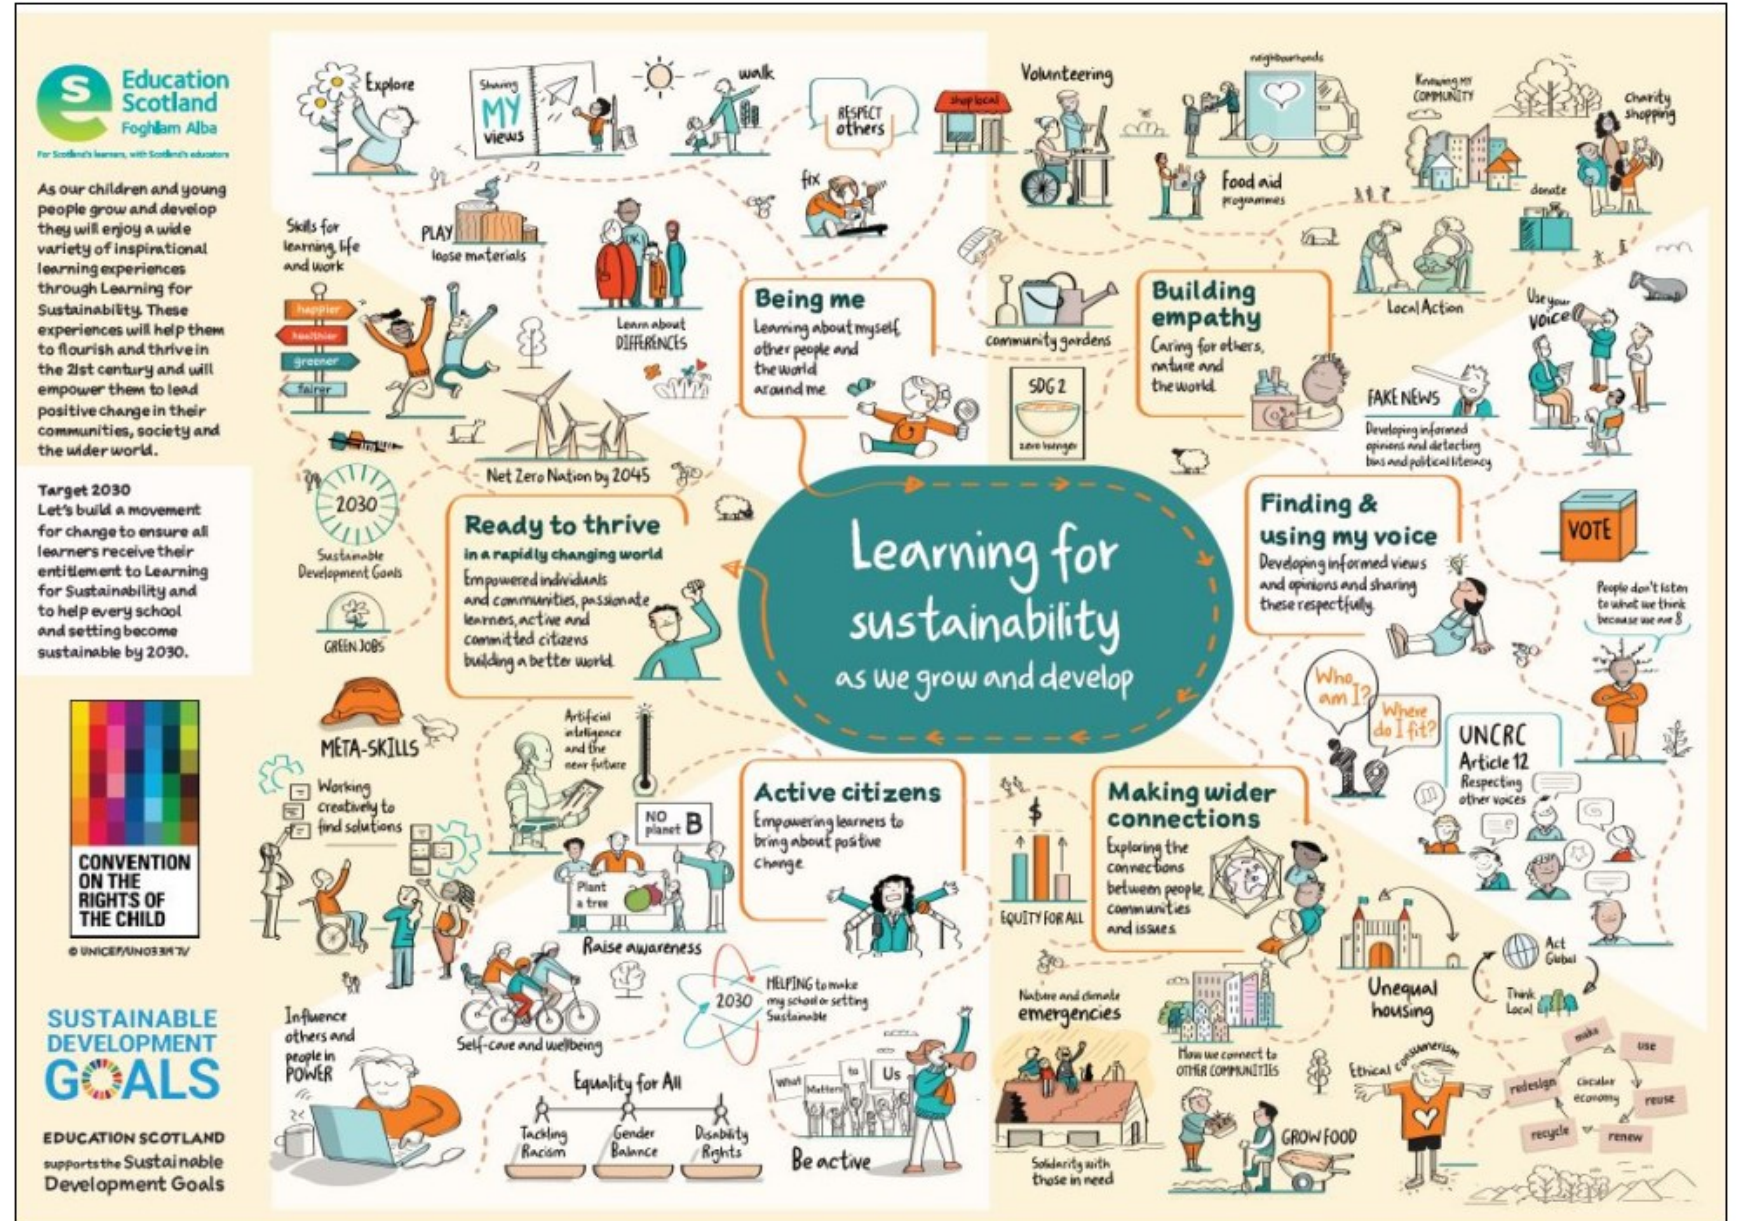 Education
Scotland
Foghlam Alba
For Scotland's learners, with Scotland's educators
As our children and young
people grow and develop
they will enjoy a wide
variety of inspirational
learning experiences
through Learning for
Sustainability. These
experiences will help them
to flourish and thrive in
the 21st century and will
empower them to lead
positive change in their
communities, society and
the wider world.
Target 2030
Let's build a movement
for change to ensure all
learners receive their
entitlement to Learning
for Sustainability and
to help every school
and setting become
sustainable by 2030.
CONVENTION
ON THE
RIGHTS OF
THE CHILD
SUSTAINABLE
DEVELOPMENT
GOALS
EDUCATION SCOTLAND
supports the Sustainable
Development Goals
Learning for
sustainability
as we grow and develop
Being me
Learning about myself,
other people and
the world
around me
Explore
Sharing
MY
views
walk
RESPECT
others
shop local
PLAY
loose materials
fix
Learn about
DIFFERENCES
Building
empathy
Caring for others,
nature and
the world
Volunteering
neighbourhoods
Knowing MY
COMMUNITY
Charity
shopping
Food aid
programmes
donate
Local Action
community gardens
SDG 2
zero hunger
Finding &
using my voice
Developing informed views
and opinions and sharing
these respectfully.
Use your
voice
FAKE NEWS
Developing informed
opinions and detecting
bias and political literacy
VOTE
People don't listen
to what we think
because we are 8
Who
am I?
Where
do I fit?
UNCRC
Article 12
Respecting
other voices
Making wider
connections
Exploring the
connections
between people,
communities
and issues.
$
EQUITY FOR ALL
Nature and climate
emergencies
Solidarity with
those in need
How we connect to
OTHER COMMUNITIES
GROW FOOD
Unequal
housing
Act
Global
Think
Local
Ethical consumerism
circular
economy
make
use
reuse
renew
recycle
redesign
Active citizens
Empowering learners to
bring about positive
change.
NO
planet B
Plant
a tree
Raise awareness
Self-care and wellbeing
2030
HELPING to make
my school or setting
Sustainable
Influence
others and
people in
POWER
Equality for All
Tackling
Racism
Gender
Balance
Disability
Rights
What
Matters
to
Us
Be active
Ready to thrive
in a rapidly changing world
Empowered individuals
and communities, passionate
learners, active and
committed citizens
building a better world.
Skills for
learning, life
and work
happier
healthier
greener
fairer
Net Zero Nation by 2045
2030
Sustainable
Development Goals
GREEN JOBS
META-SKILLS
Working
creatively to
find solutions
Artificial
intelligence
and the
near future